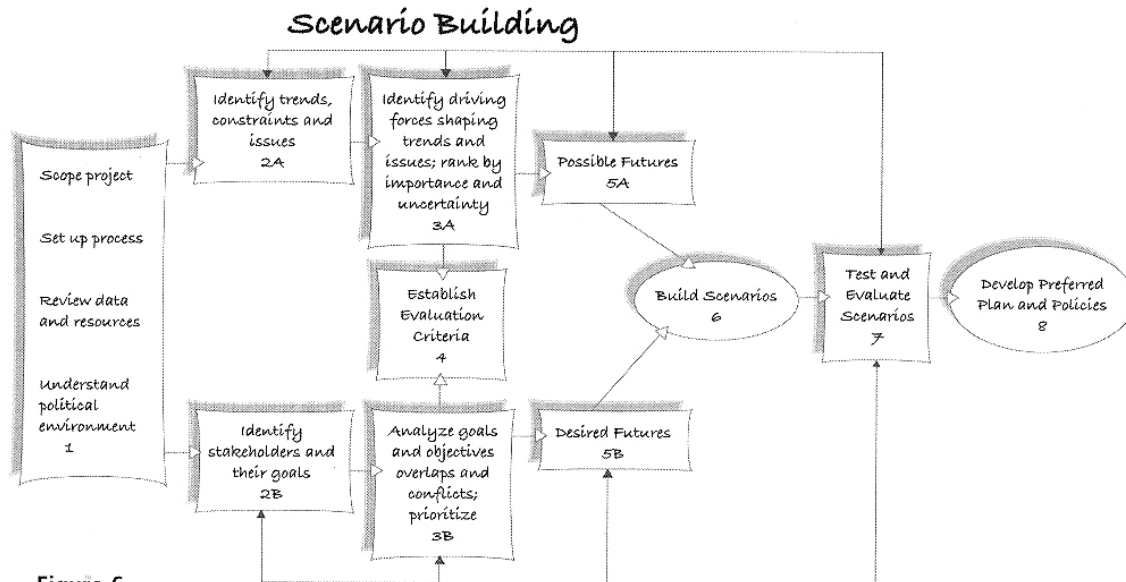 Scenario Building
Scope project
Set up process
Review data
and resources
Understand
political
environment
1
Identify trends,
constraints and
issues
2A
Identify driving
forces shaping
trends and
issues; rank by
importance and
uncertainty
3A
Possible Futures
5A
Establish
Evaluation
Criteria
4
Build Scenarios
6
Test and
Evaluate
Scenarios
7
Develop Preferred
Plan and Policies
8
Identify
stakeholders and
their goals
2B
Analyze goals
and objectives
overlaps and
conflicts;
prioritize
3B
Desired Futures
5B
Figure 6